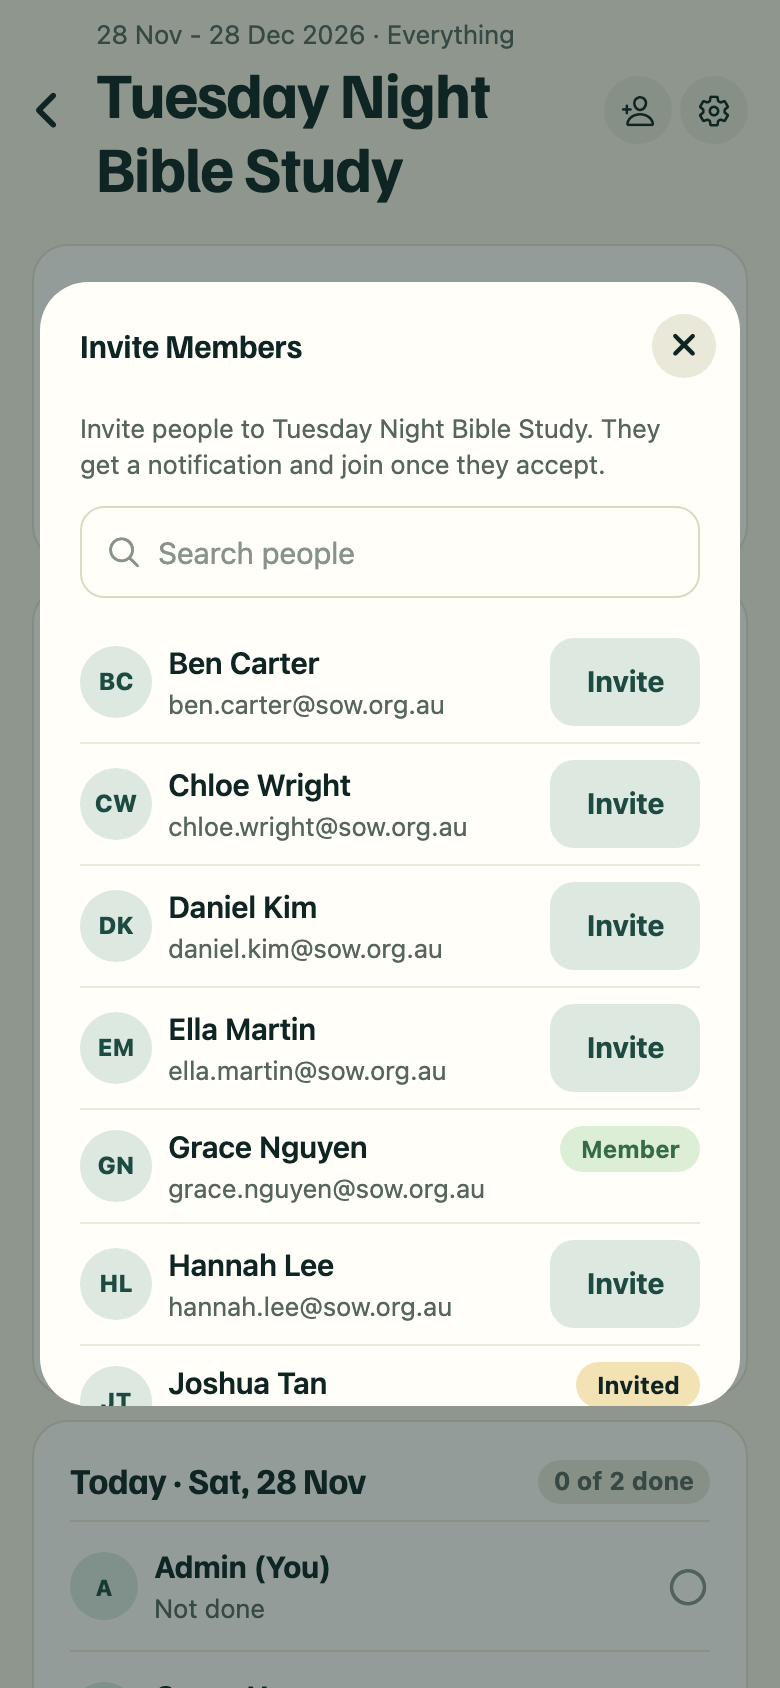 28 Nov - 28 Dec 2026 · Everything
Tuesday Night
Bible Study
Invite Members
Invite people to Tuesday Night Bible Study. They
get a notification and join once they accept.
Search people
BC
Ben Carter
ben.carter@sow.org.au
Invite
CW
Chloe Wright
chloe.wright@sow.org.au
Invite
DK
Daniel Kim
daniel.kim@sow.org.au
Invite
EM
Ella Martin
ella.martin@sow.org.au
Invite
GN
Grace Nguyen
grace.nguyen@sow.org.au
Member
HL
Hannah Lee
hannah.lee@sow.org.au
Invite
JT
Joshua Tan
Invited
Today · Sat, 28 Nov
0 of 2 done
A
Admin (You)
Not done